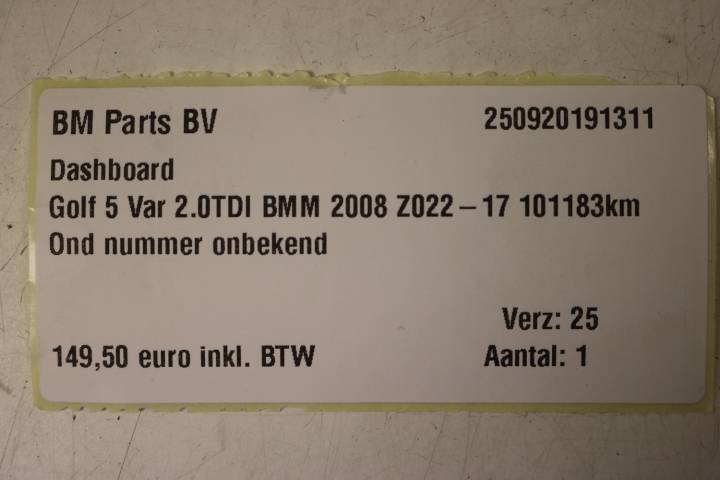 BM Parts BV 250920191311
Dashboard
Golf 5 Var 2.0TDI BMM 2008 Z022 – 17 101183km
Ond nummer onbekend
Verz: 25
149,50 euro inkl. BTW Aantal: 1